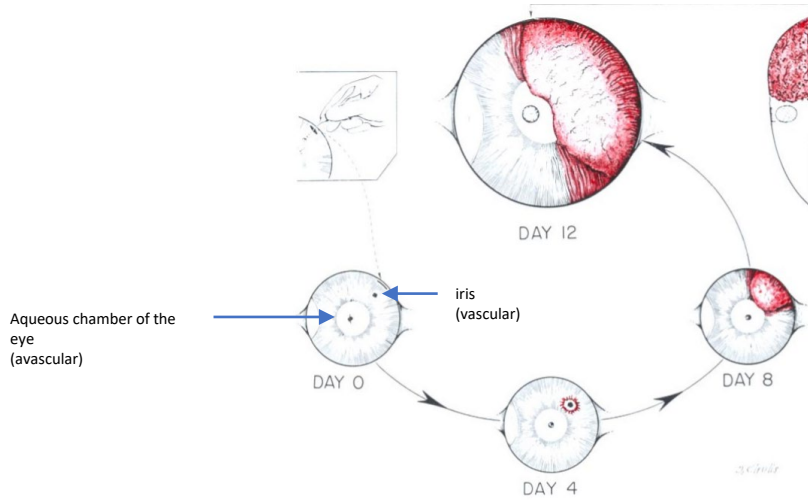 DAY 12
Aqueous chamber of the
eye
(avascular)
iris
(vascular)
DAY 0
DAY 8
DAY 4